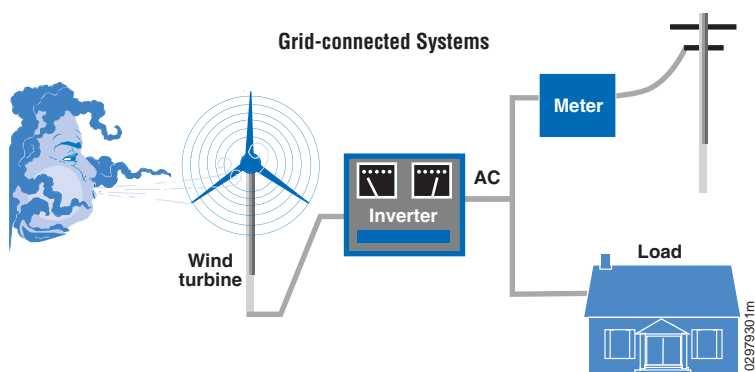 Grid-connected Systems
Meter
AC
Inverter
Wind
turbine
Load
02979301m